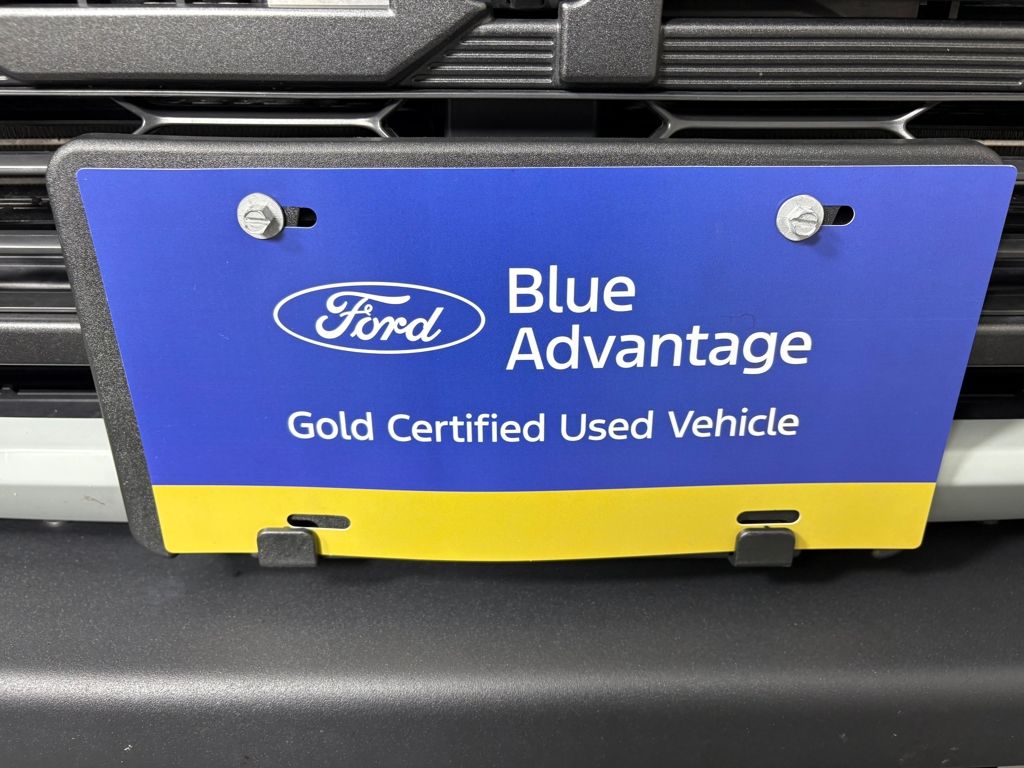 Ford
Blue
Advantage
Gold Certified Used Vehicle